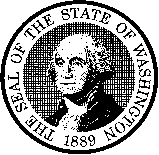 THE SEAL OF THE STATE OF WASHINGTON
1889